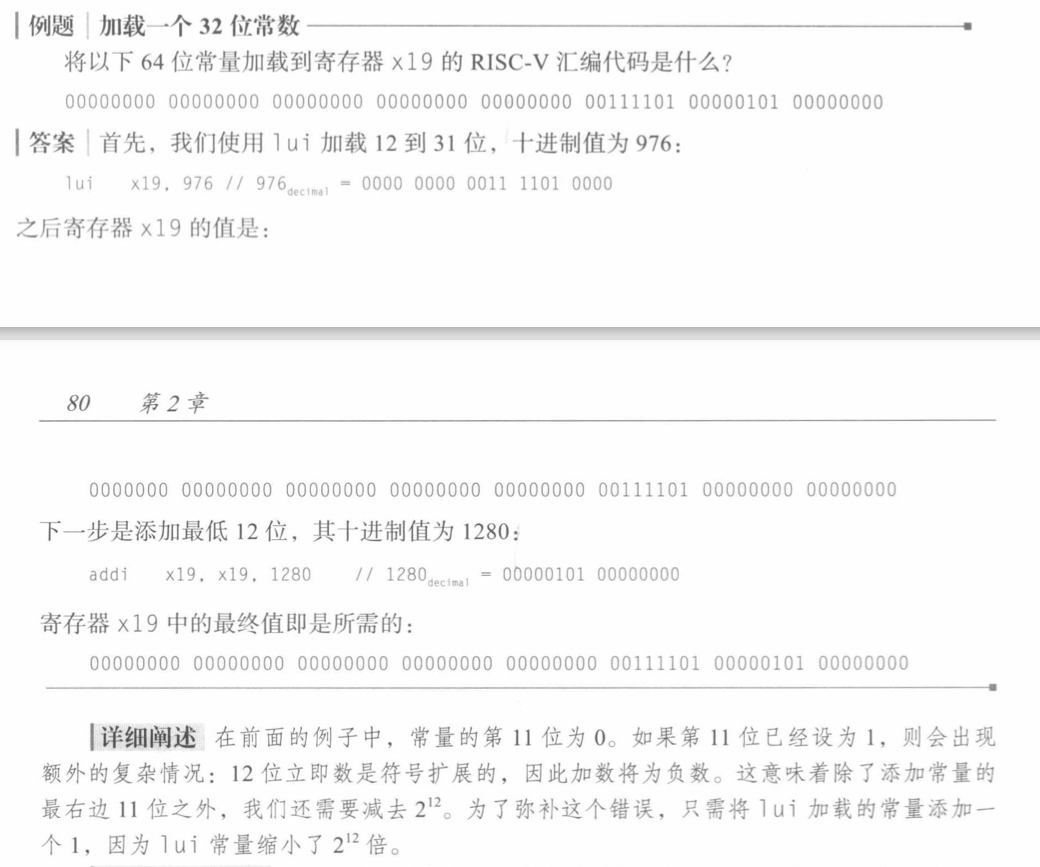 例题 加载一个 32 位常数
将以下 64 位常量加载到寄存器 x19 的 RISC-V 汇编代码是什么?
00000000 00000000 00000000 00000000 00000000 00111101 00000101 00000000
答案 首先，我们使用 lui 加载 12 到 31 位，十进制值为 976：
lui x19, 976 // 976decimal = 0000 0000 0011 1101 0000
之后寄存器 x19 的值是：
80 第 2 章
0000000 00000000 00000000 00000000 00000000 00111101 00000000 00000000
下一步是添加最低 12 位，其十进制值为 1280：
addi x19, x19, 1280 // 1280decimal = 00000101 00000000
寄存器 x19 中的最终值即是所需的：
00000000 00000000 00000000 00000000 00000000 00111101 00000101 00000000
详细阐述 在前面的例子中，常量的第 11 位为 0。如果第 11 位已经设为 1，则会出现
额外的复杂情况：12 位立即数是符号扩展的，因此加数将为负数。这意味着除了添加常量的
最右边 11 位之外，我们还需要减去 2¹²。为了弥补这个错误，只需将 lui 加载的常量添加一
个 1，因为 lui 常量缩小了 2¹² 倍。